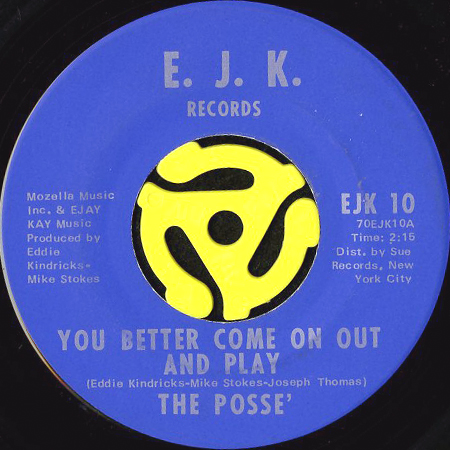 E. J. K.
RECORDS
Mozella Music
Inc. & EJAY
KAY Music
Produced by
Eddie
Kindricks-
Mike Stokes
EJK 10
70EJK10A
Time: 2:15
Dist. by Sue
Records, New
York City
YOU BETTER COME ON OUT
AND PLAY
(Eddie Kindricks-Mike Stokes-Joseph Thomas)
THE POSSE'